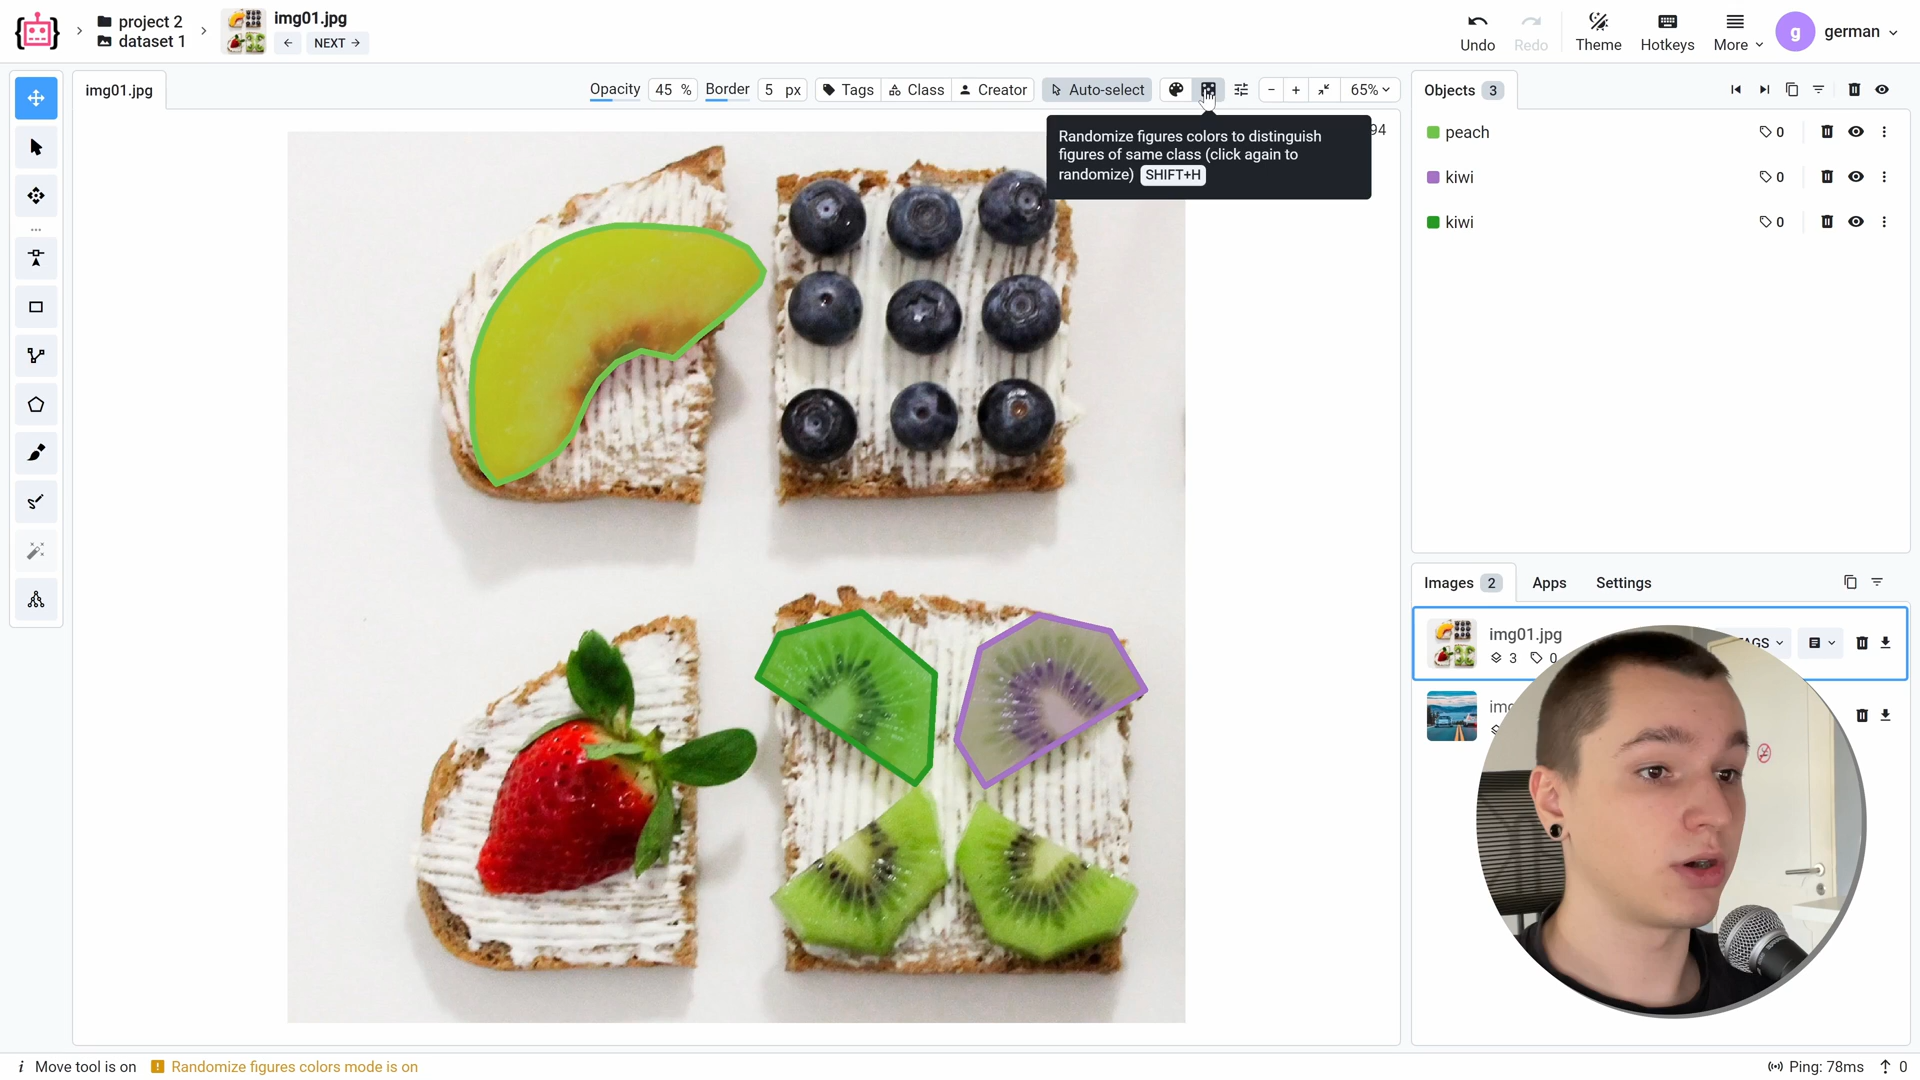 project 2
dataset 1
img01.jpg
NEXT →
Undo
Redo
Theme
Hotkeys
More
g
german
img01.jpg
Opacity 45 % Border 5 px Tags Class Creator Auto-select 65%
Randomize figures colors to distinguish
figures of same class (click again to
randomize) SHIFT+H
94
Objects 3
peach 0
kiwi 0
kiwi 0
Images 2 Apps Settings
img01.jpg
3 0
Move tool is on
Randomize figures colors mode is on
Ping: 78ms
0